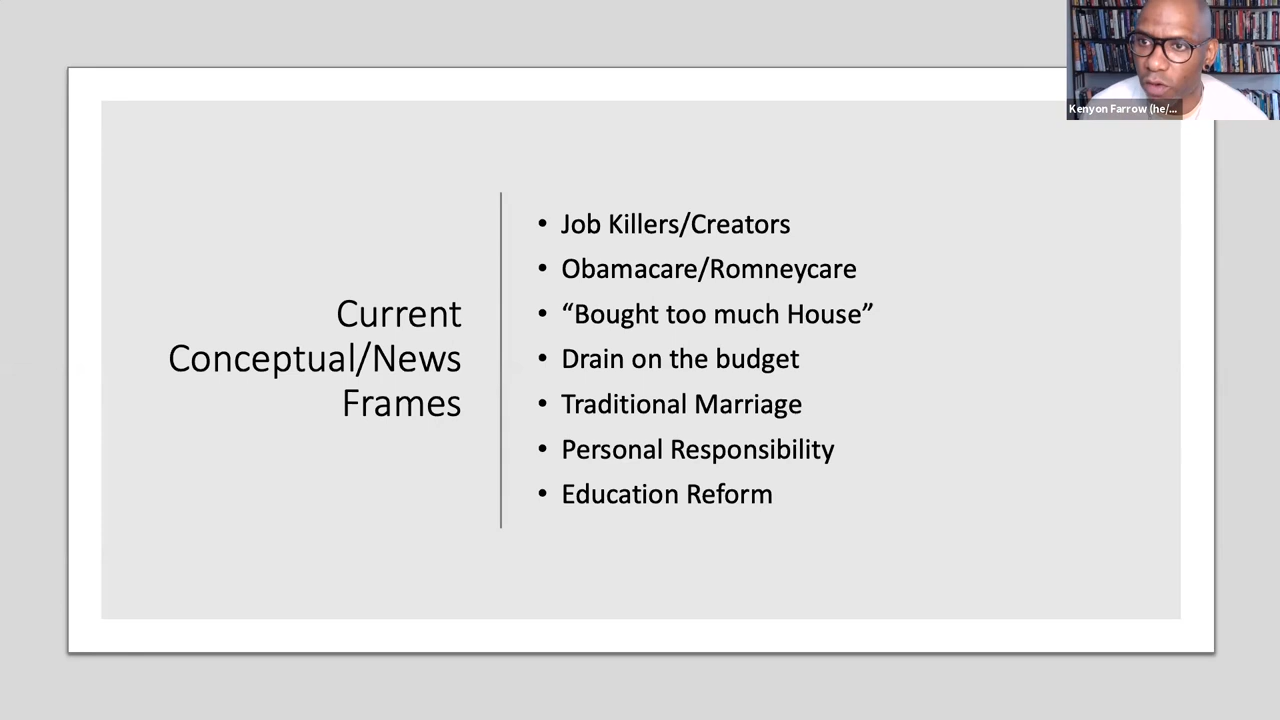 Kenyon Farrow (he/...
Current
Conceptual/News
Frames
• Job Killers/Creators
• Obamacare/Romneycare
• “Bought too much House”
• Drain on the budget
• Traditional Marriage
• Personal Responsibility
• Education Reform